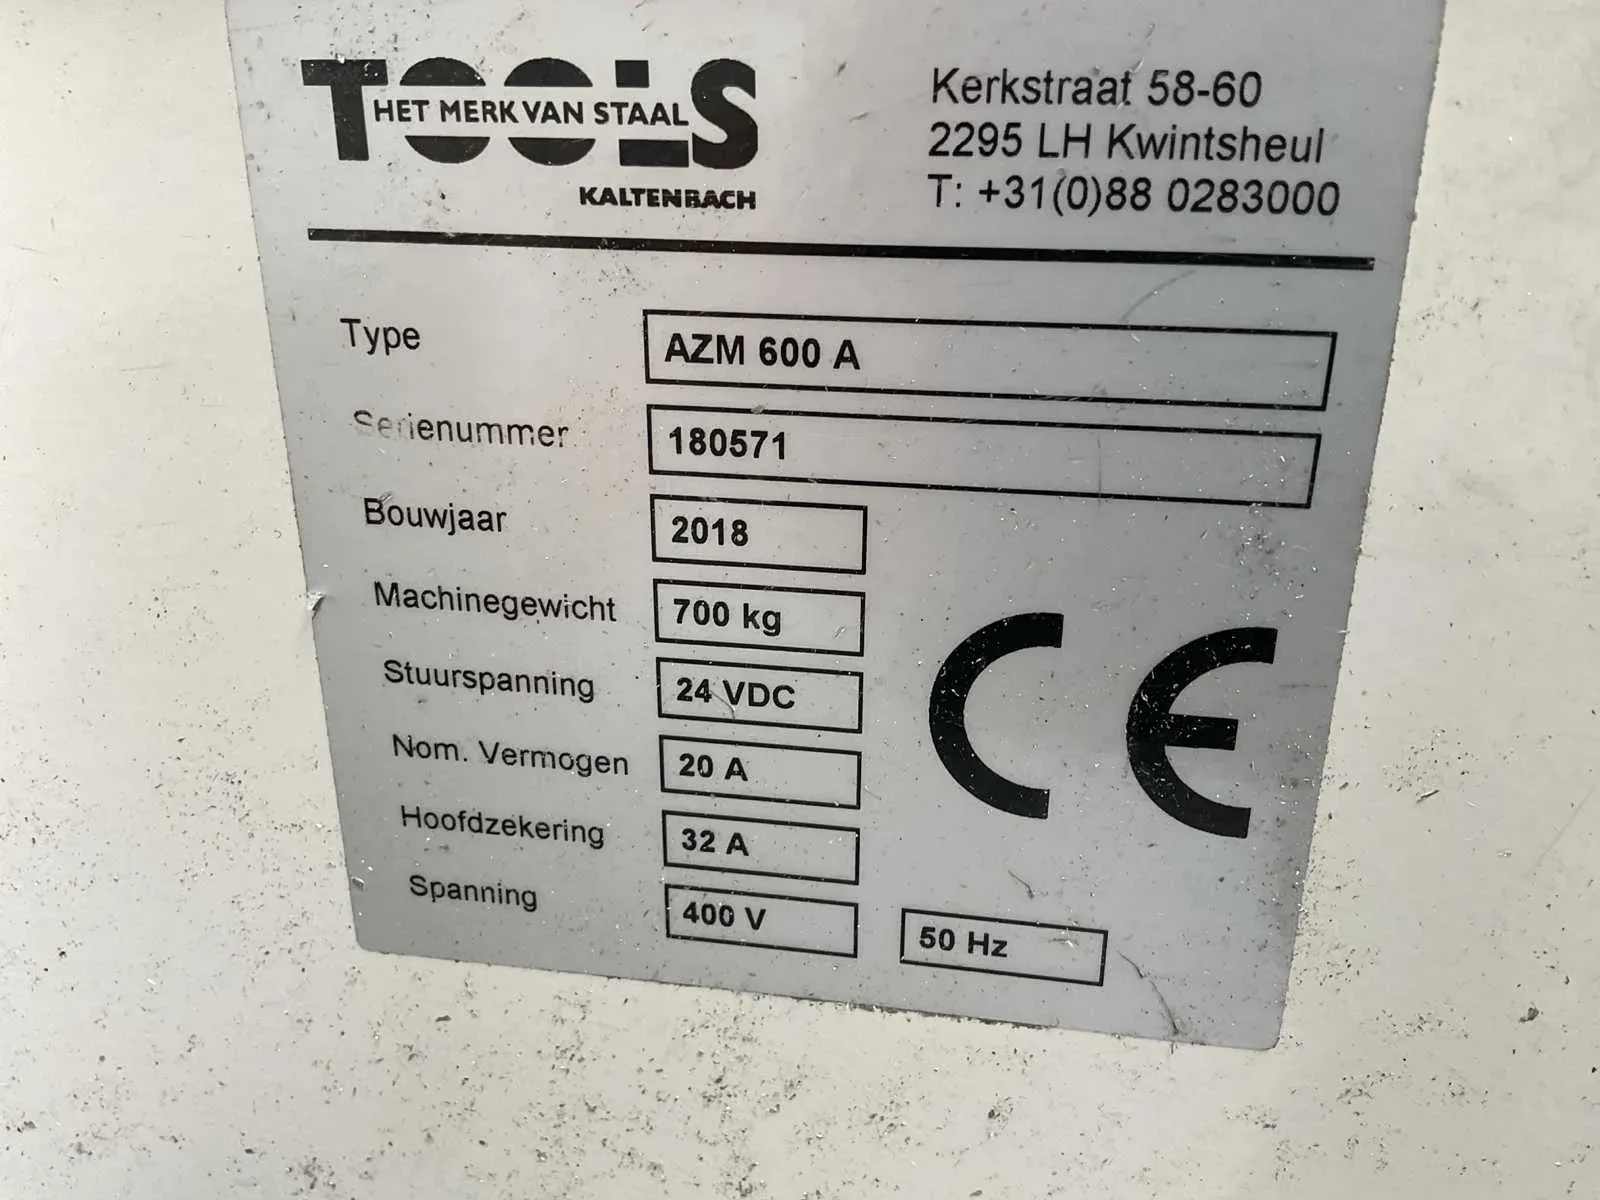 TOOLS
HET MERK VAN STAAL
KALTENBACH
Kerkstraat 58-60
2295 LH Kwintsheul
T: +31(0)88 0283000
Type AZM 600 A
Serienummer 180571
Bouwjaar 2018
Machinegewicht 700 kg
Stuurspanning 24 VDC
Nom. Vermogen 20 A
Hoofdzekering 32 A
Spanning 400 V 50 Hz
CE